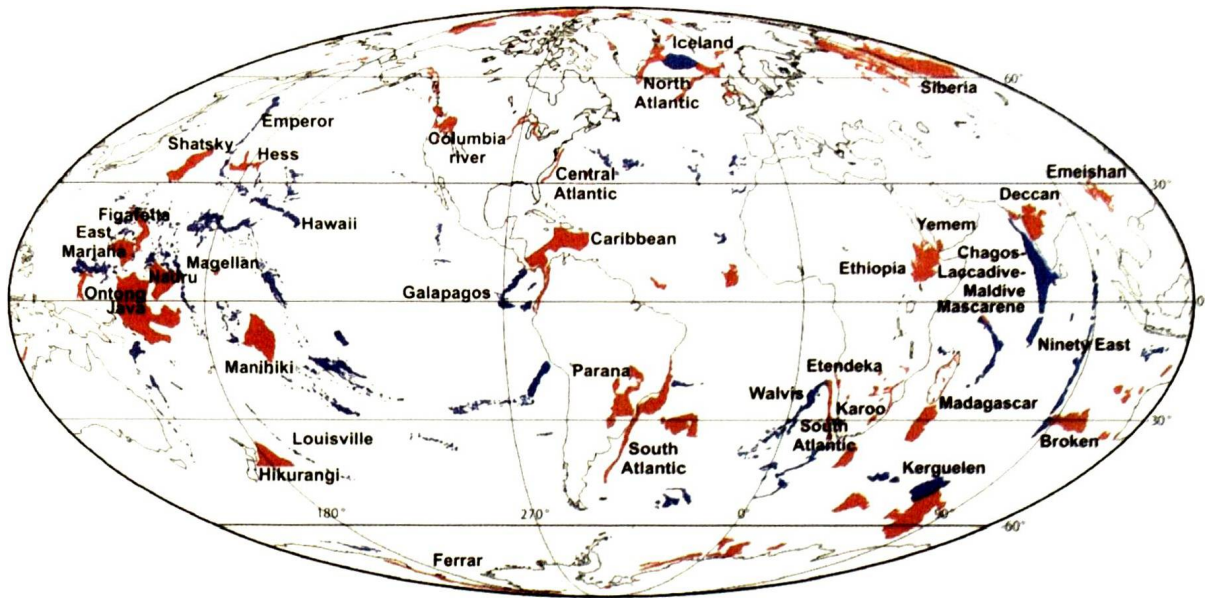 Iceland
North
Atlantic
60°
Siberia
Emperor
Shatsky
Hess
Columbia
river
Central
Atlantic
30°
Emeishan
Deccan
Figafetta
East
Marjana
Hawaii
Caribbean
Yemem
Nauru
Magellan
Ethiopia
Chagos-
Laccadive-
Maldive
Mascarene
Ontong
Java
Galapagos
0
Manihiki
Ninety East
Parana
Etendeka
Walvis
Karoo
Madagascar
South
Atlantic
30°
Broken
Louisville
Hikurangi
South
Atlantic
Kerguelen
180°
270°
0°
90°
-60°
Ferrar